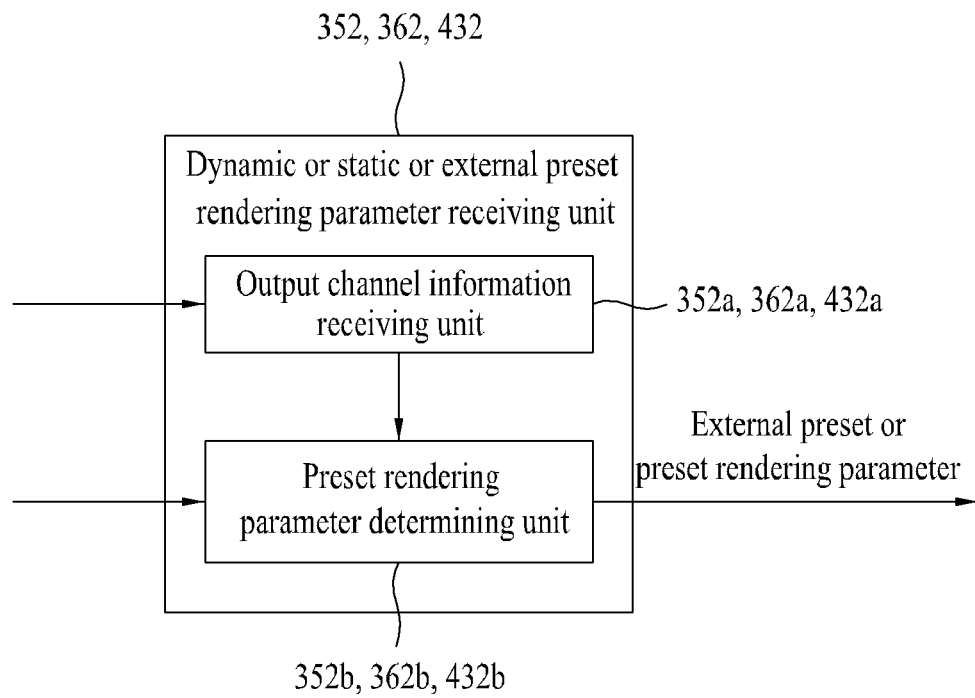 352, 362, 432
Dynamic or static or external preset
rendering parameter receiving unit
Output channel information
receiving unit
352a, 362a, 432a
External preset or
preset rendering parameter
Preset rendering
parameter determining unit
352b, 362b, 432b